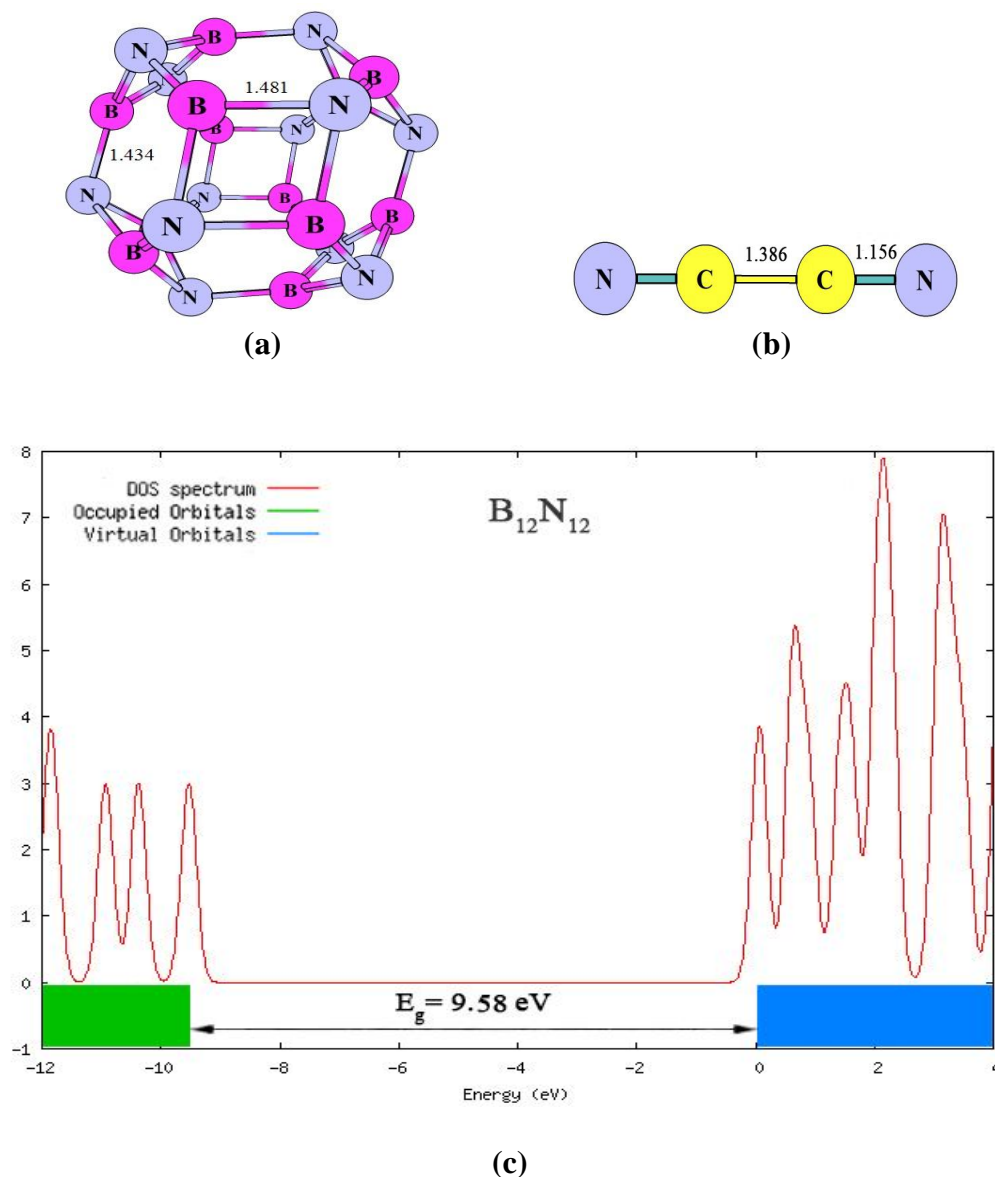 N
B
N
B
1.481
B
N
B
B
N
N
1.434
N
N
B
B
N
B
B
N
N
B
(a)
1.386
1.156
N
C
C
N
(b)
8
DOS spectrum
Occupied Orbitals
Virtual Orbitals
B₁₂N₁₂
7
6
5
4
3
2
1
0
-1
E_g= 9.58 eV
-12
-10
-8
-6
-4
-2
0
2
Energy (eV)
(c)